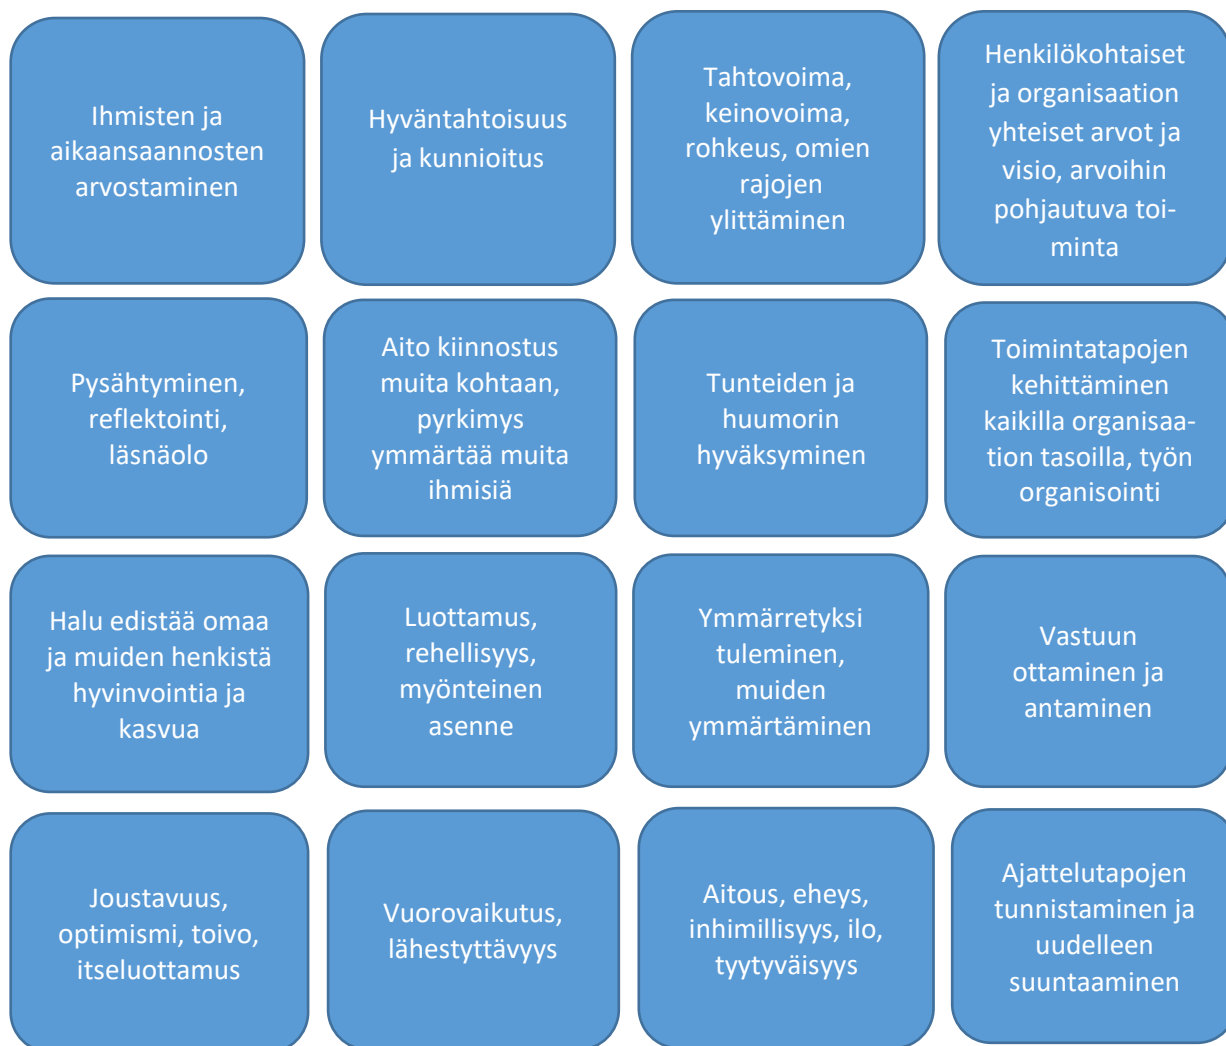 Ihmisten ja
aikaansaannosten
arvostaminen
Hyväntahtoisuus
ja kunnioitus
Tahtovoima,
keinovoima,
rohkeus, omien
rajojen
ylittäminen
Henkilökohtaiset
ja organisaation
yhteiset arvot ja
visio, arvoihin
pohjautuva toi-
minta
Pysähtyminen,
reflektointi,
läsnäolo
Aito kiinnostus
muita kohtaan,
pyrkimys
ymmärtää muita
ihmisiä
Tunteiden ja
huumorin
hyväksyminen
Toimintatapojen
kehittäminen
kaikilla organisaa-
tion tasoilla, työn
organisointi
Halu edistää omaa
ja muiden henkistä
hyvinvointia ja
kasvua
Luottamus,
rehellisyys,
myönteinen
asenne
Ymmärretyksi
tuleminen,
muiden
ymmärtäminen
Vastuun
ottaminen ja
antaminen
Joustavuus,
optimismi, toivo,
itseluottamus
Vuorovaikutus,
lähestyttävyys
Aitous, eheys,
inhimillisyys, ilo,
tyytyväisyys
Ajattelutapojen
tunnistaminen ja
uudelleen
suuntaaminen